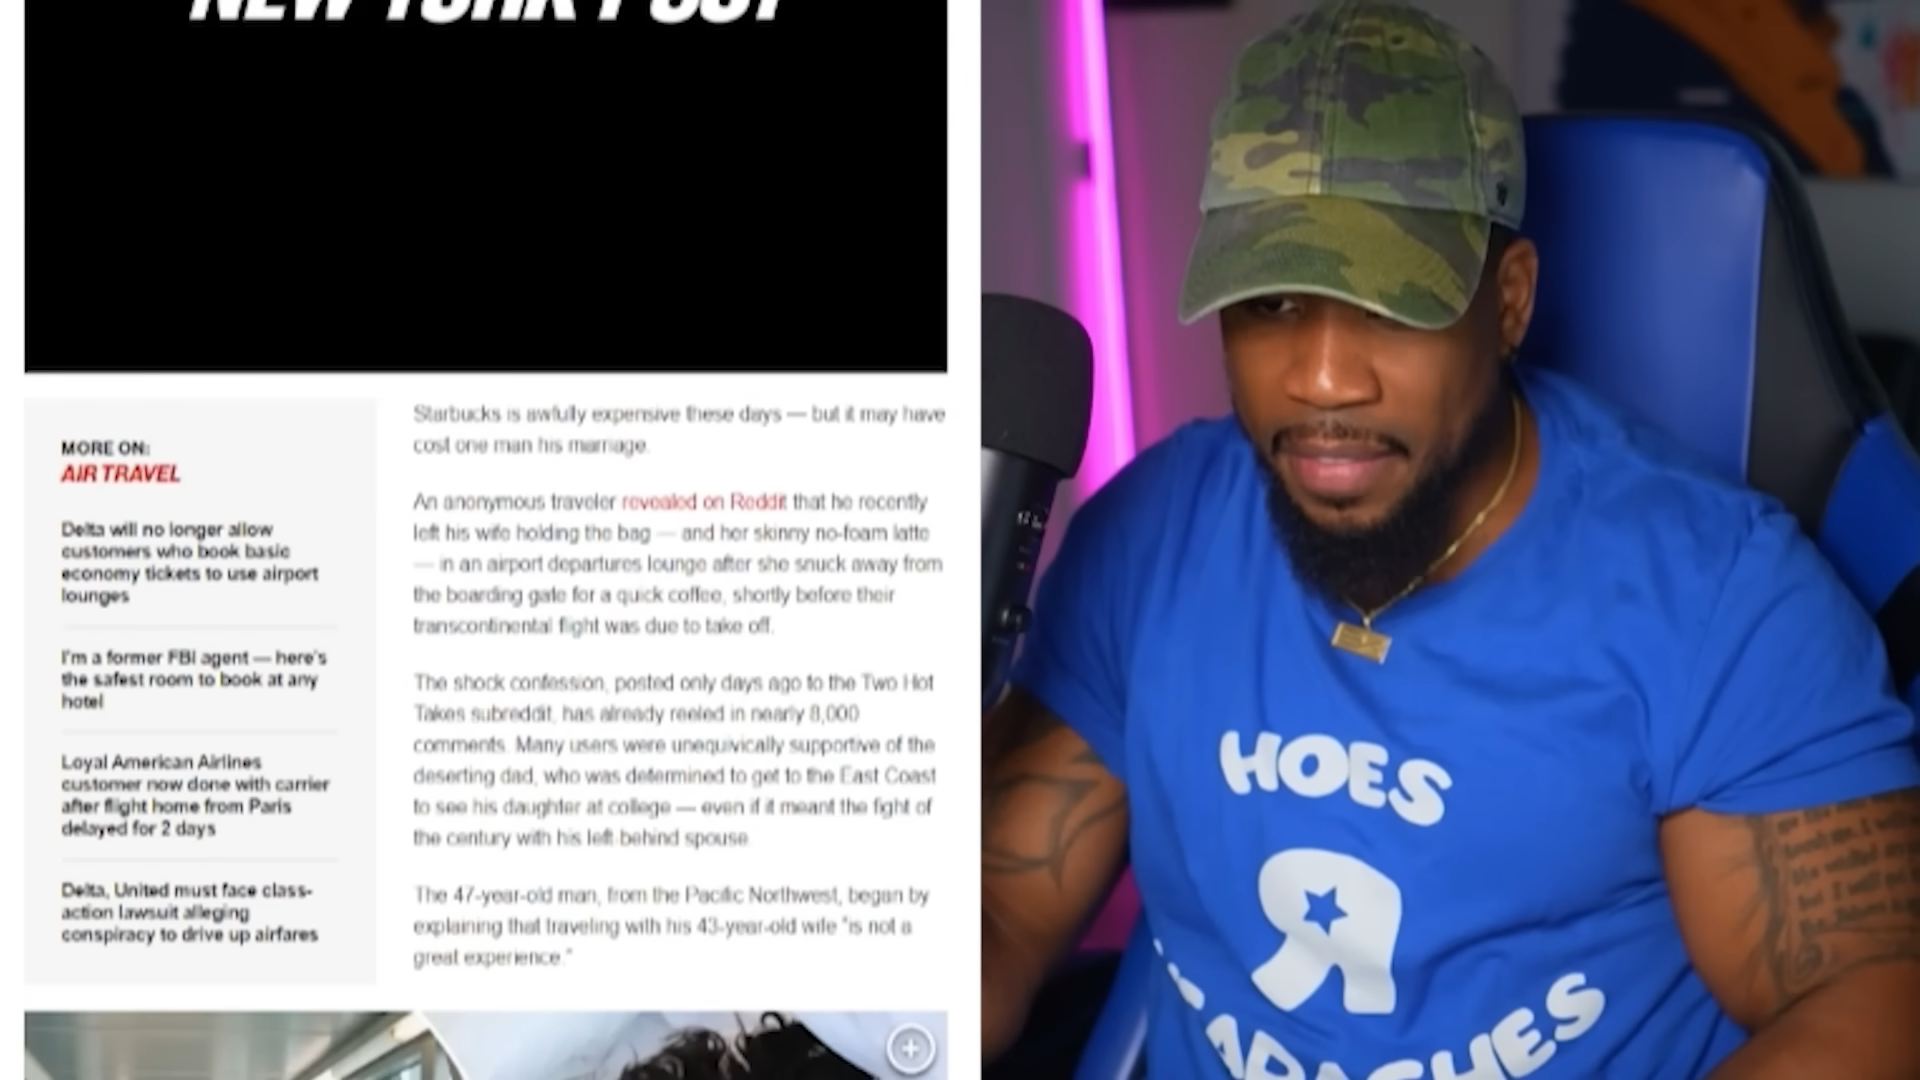 NEW YORK POST
MORE ON:
AIR TRAVEL
Delta will no longer allow
customers who book basic
economy tickets to use airport
lounges
I'm a former FBI agent — here's
the safest room to book at any
hotel
Loyal American Airlines
customer now done with carrier
after flight home from Paris
delayed for 2 days
Delta, United must face class-
action lawsuit alleging
conspiracy to drive up airfares
Starbucks is awfully expensive these days — but it may have
cost one man his marriage.
An anonymous traveler revealed on Reddit that he recently
left his wife holding the bag — and her skinny no-foam latte
— in an airport departures lounge after she snuck away from
the boarding gate for a quick coffee, shortly before their
transcontinental flight was due to take off.
The shock confession, posted only days ago to the Two Hot
Takes subreddit, has already reeled in nearly 8,000
comments. Many users were unequivically supportive of the
deserting dad, who was determined to get to the East Coast
to see his daughter at college — even if it meant the fight of
the century with his left-behind spouse.
The 47-year-old man, from the Pacific Northwest, began by
explaining that traveling with his 43-year-old wife "is not a
great experience."
HOES
R